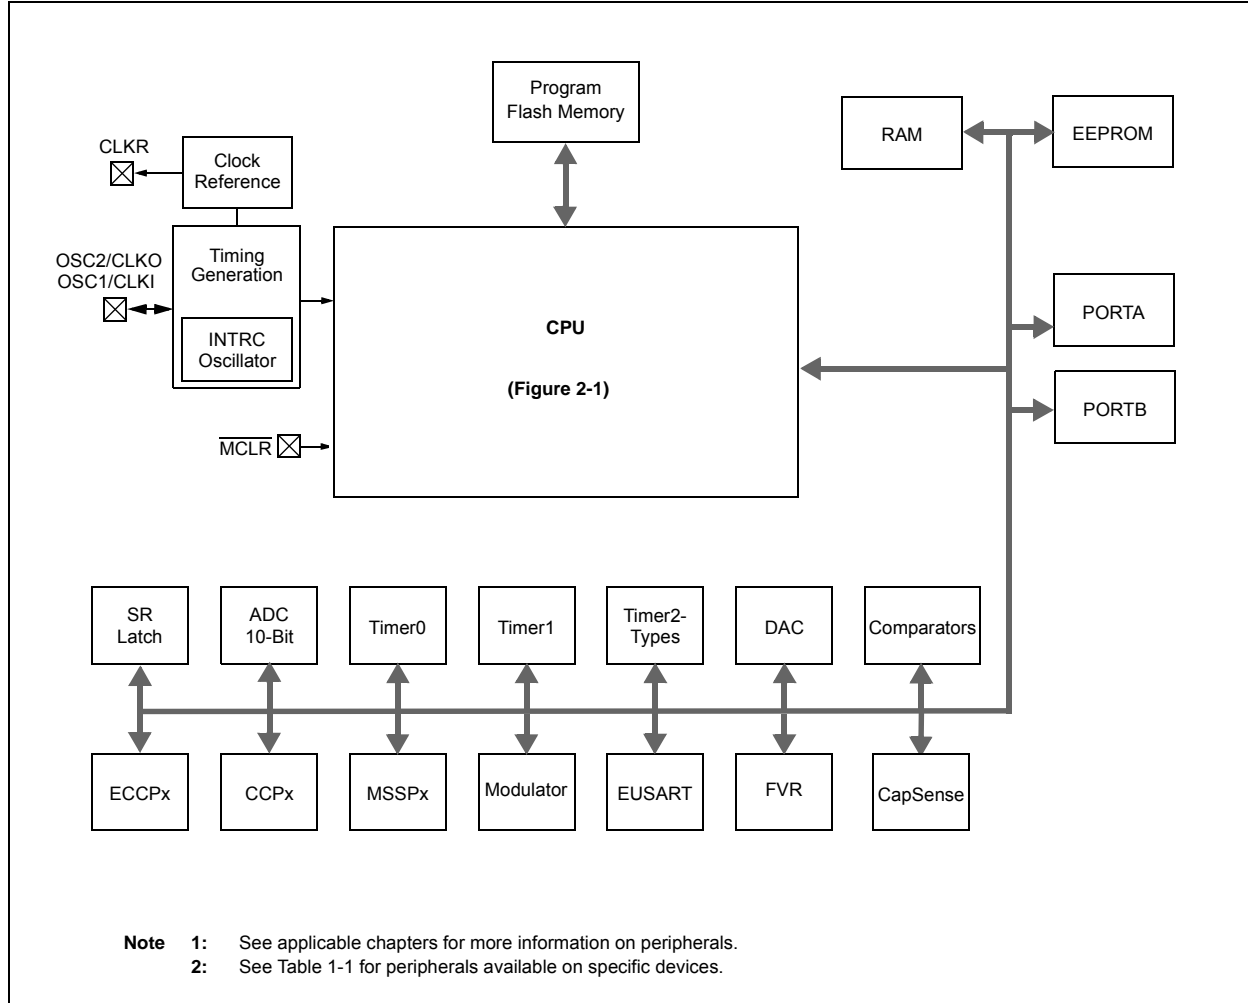 Program
Flash Memory
RAM
EEPROM
CLKR
Clock
Reference
OSC2/CLKO
OSC1/CLKI
Timing
Generation
INTRC
Oscillator
MCLR
CPU
(Figure 2-1)
PORTA
PORTB
SR
Latch
ADC
10-Bit
Timer0
Timer1
Timer2-
Types
DAC
Comparators
ECCPx
CCPx
MSSPx
Modulator
EUSART
FVR
CapSense
Note 1: See applicable chapters for more information on peripherals.
2: See Table 1-1 for peripherals available on specific devices.